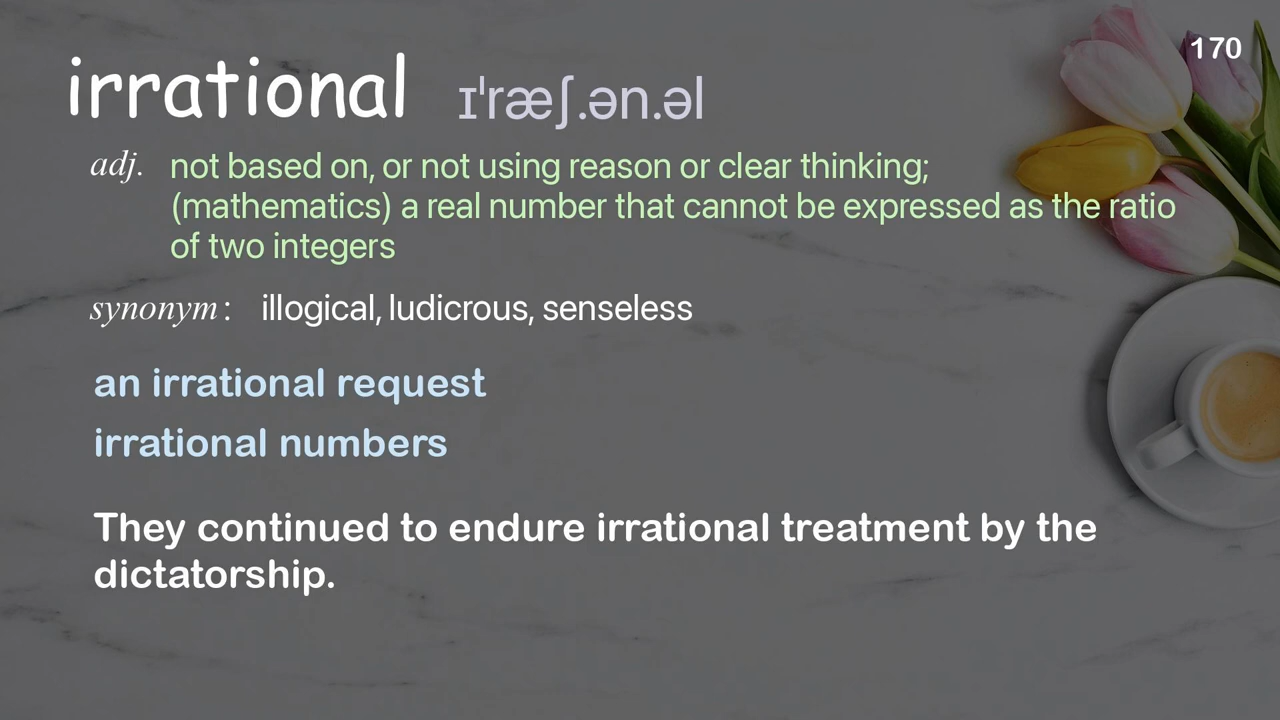 170
irrational ɪˈræʃ.ən.əl
adj. not based on, or not using reason or clear thinking;
(mathematics) a real number that cannot be expressed as the ratio
of two integers
synonym: illogical, ludicrous, senseless
an irrational request
irrational numbers
They continued to endure irrational treatment by the
dictatorship.